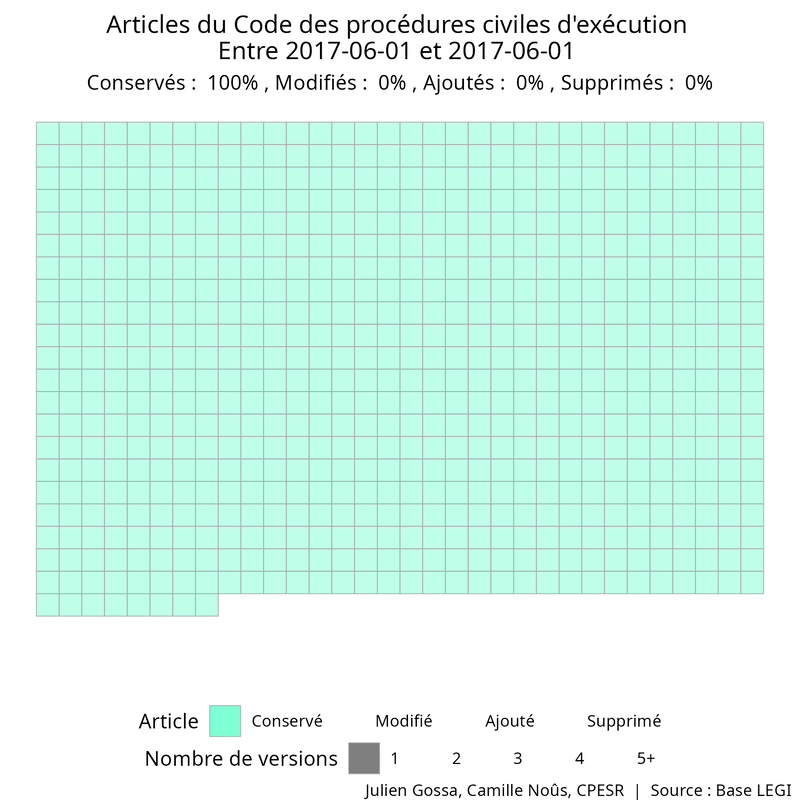 Articles du Code des procédures civiles d'exécution
Entre 2017-06-01 et 2017-06-01
Conservés :  100% , Modifiés :  0% , Ajoutés :  0% , Supprimés :  0%
Article Conservé Modifié Ajouté Supprimé
Nombre de versions 1 2 3 4 5+
Julien Gossa, Camille Noûs, CPESR | Source : Base LEGI